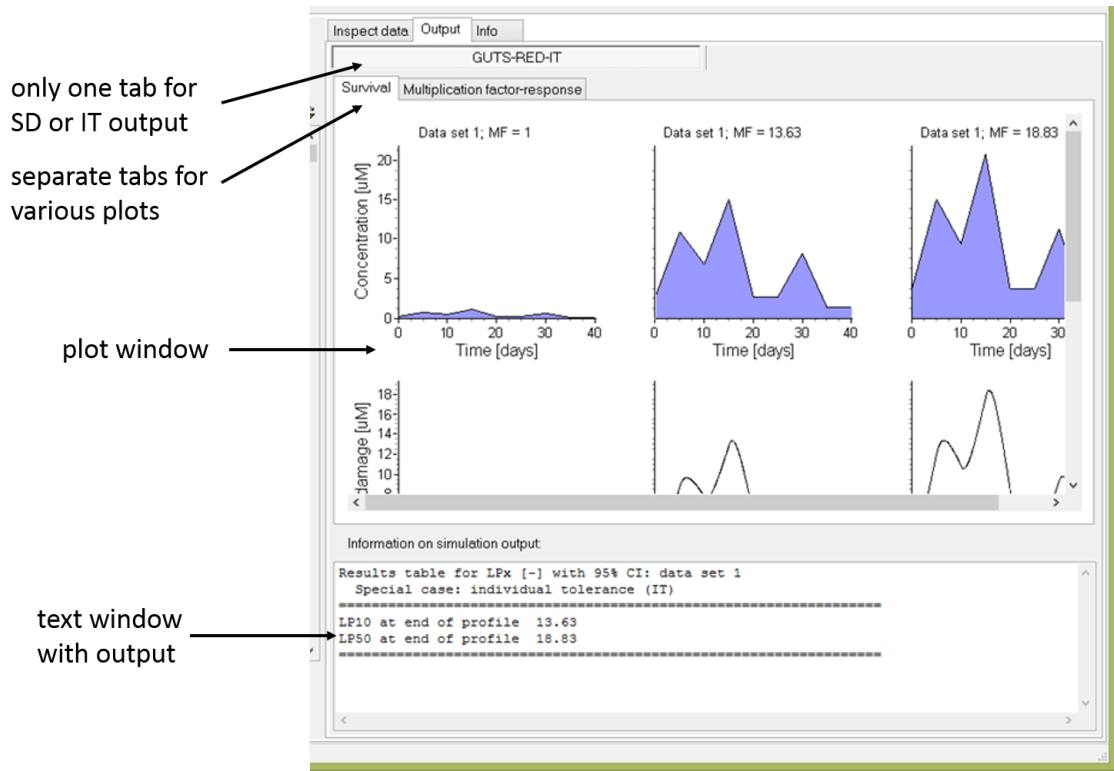 Inspect data Output Info
GUTS-RED-IT
only one tab for
SD or IT output
Survival Multiplication factor-response
separate tabs for
various plots
Data set 1; MF = 1 Data set 1; MF = 13.63 Data set 1; MF = 18.83
Concentration [uM]
20
15
10
5
0
0 10 20 30 40
0 10 20 30 40
0 10 20 30
Time [days] Time [days] Time [days]
plot window
damage [uM]
18
16
14
12
10
Information on simulation output:
Results table for LPx [-] with 95% CI: data set 1
Special case: individual tolerance (IT)
================================================================
LP10 at end of profile 13.63
LP50 at end of profile 18.83
================================================================
text window
with output